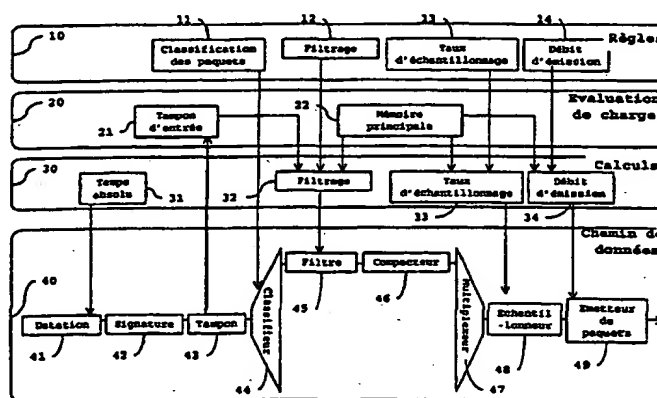 11
12
13
14
10
Règles
Classification
des paquets
Filtrage
Taux
d'échantillonnage
Débit
d'émission
20
22
Evaluation
de charge
21
Tampon
d'entrée
Mémoire
principale
30
Calculs
Temps
absolu
31
32
Filtrage
Taux
d'échantillonnage
Débit
d'émission
33
34
Chemin de
données
40
Classifieur
Filtre
Compacteur
Multiplexeur
45
46
Datation
Signature
Tampon
Echantil
-lonneur
Emetteur
de
paquets
41
42
43
44
47
48
49